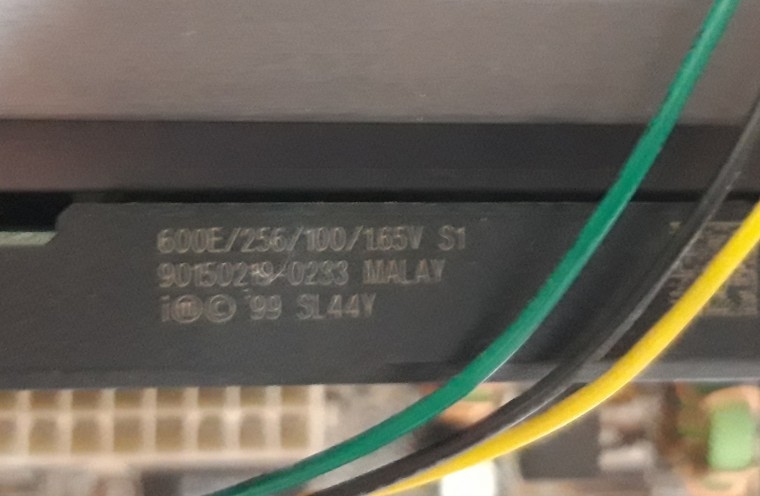 600E/256/100/1.65V S1
90150219-0233 MALAY
i Ⓜ © '99 SL44Y